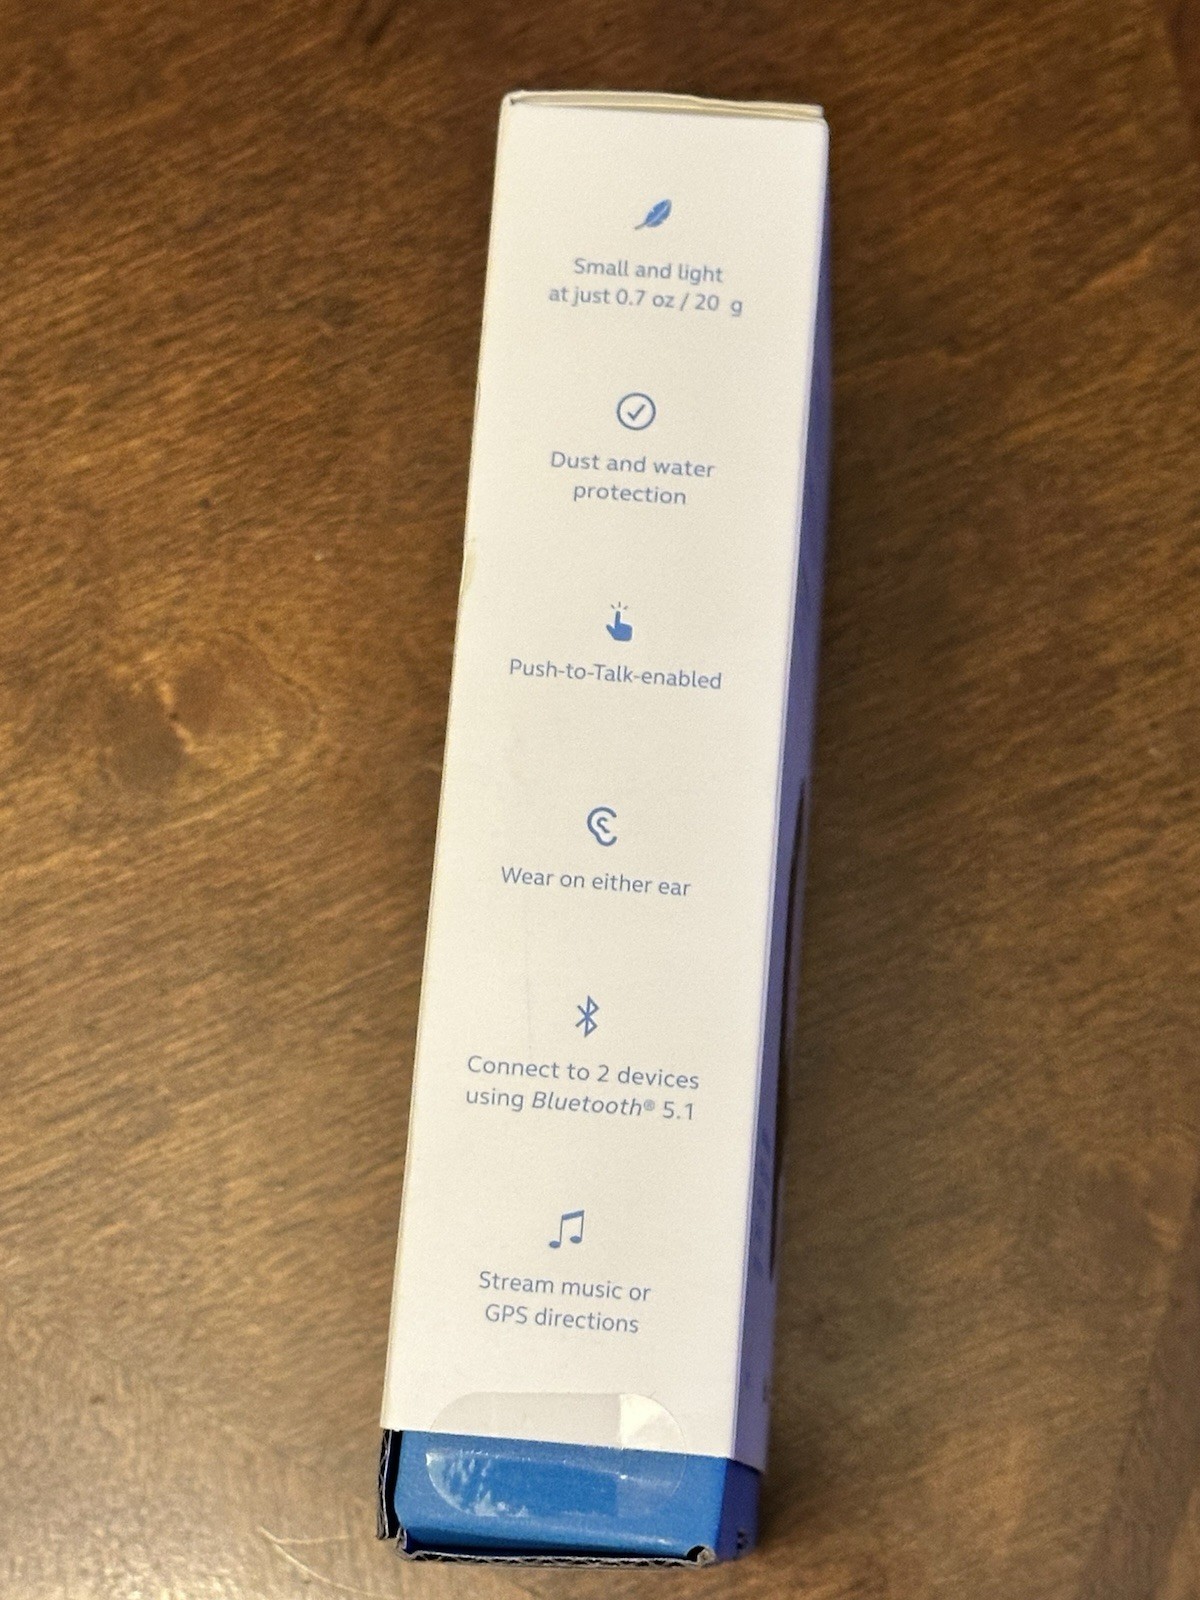 Small and light
at just 0.7 oz / 20 g
Dust and water
protection
Push-to-Talk-enabled
Wear on either ear
Connect to 2 devices
using Bluetooth® 5.1
Stream music or
GPS directions